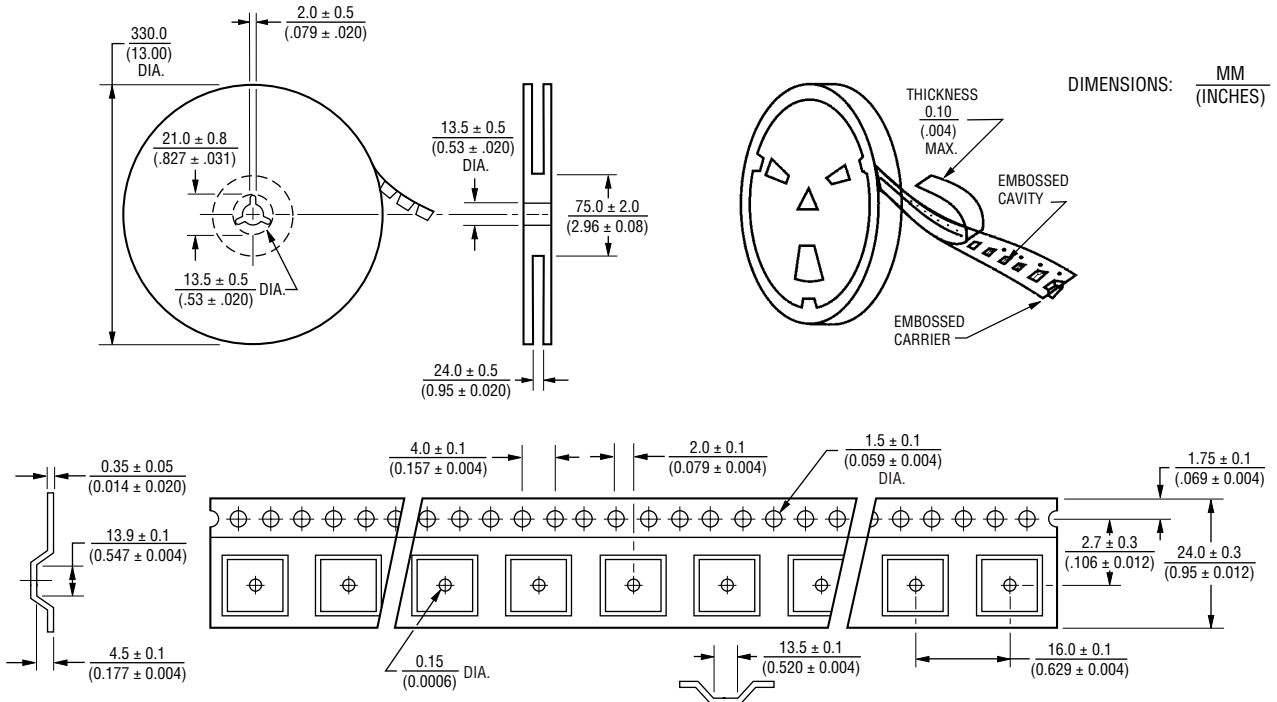 2.0 ± 0.5
(.079 ± .020)
330.0
(13.00)
DIA.
21.0 ± 0.8
(.827 ± .031)
13.5 ± 0.5
(.53 ± .020)
DIA.
13.5 ± 0.5
(0.53 ± .020)
DIA.
75.0 ± 2.0
(2.96 ± 0.08)
24.0 ± 0.5
(0.95 ± 0.020)
THICKNESS
0.10
(.004)
MAX.
EMBOSSED
CAVITY
EMBOSSED
CARRIER
DIMENSIONS:
MM
(INCHES)
0.35 ± 0.05
(0.014 ± 0.020)
13.9 ± 0.1
(0.547 ± 0.004)
4.5 ± 0.1
(0.177 ± 0.004)
4.0 ± 0.1
(0.157 ± 0.004)
2.0 ± 0.1
(0.079 ± 0.004)
1.5 ± 0.1
(0.059 ± 0.004)
DIA.
1.75 ± 0.1
(.069 ± 0.004)
2.7 ± 0.3
(.106 ± 0.012)
24.0 ± 0.3
(0.95 ± 0.012)
0.15
(0.0006)
DIA.
13.5 ± 0.1
(0.520 ± 0.004)
16.0 ± 0.1
(0.629 ± 0.004)